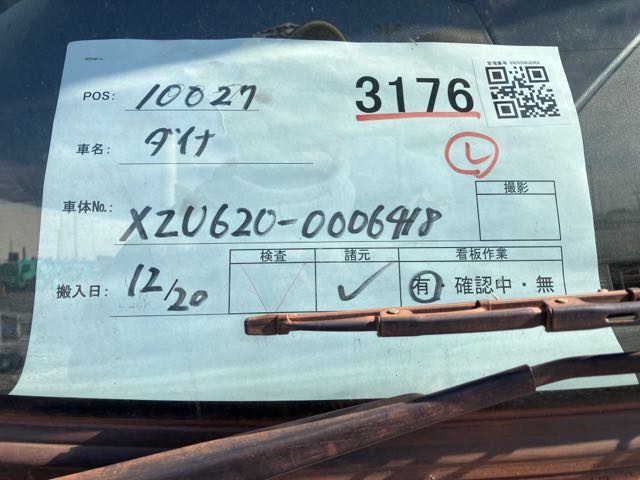 POS: 10027
3176
車名: ダイナ
レ
撮影
車体No.: XZU620-0006418
検査 諸元 看板作業
搬入日: 12/20
有・確認中・無